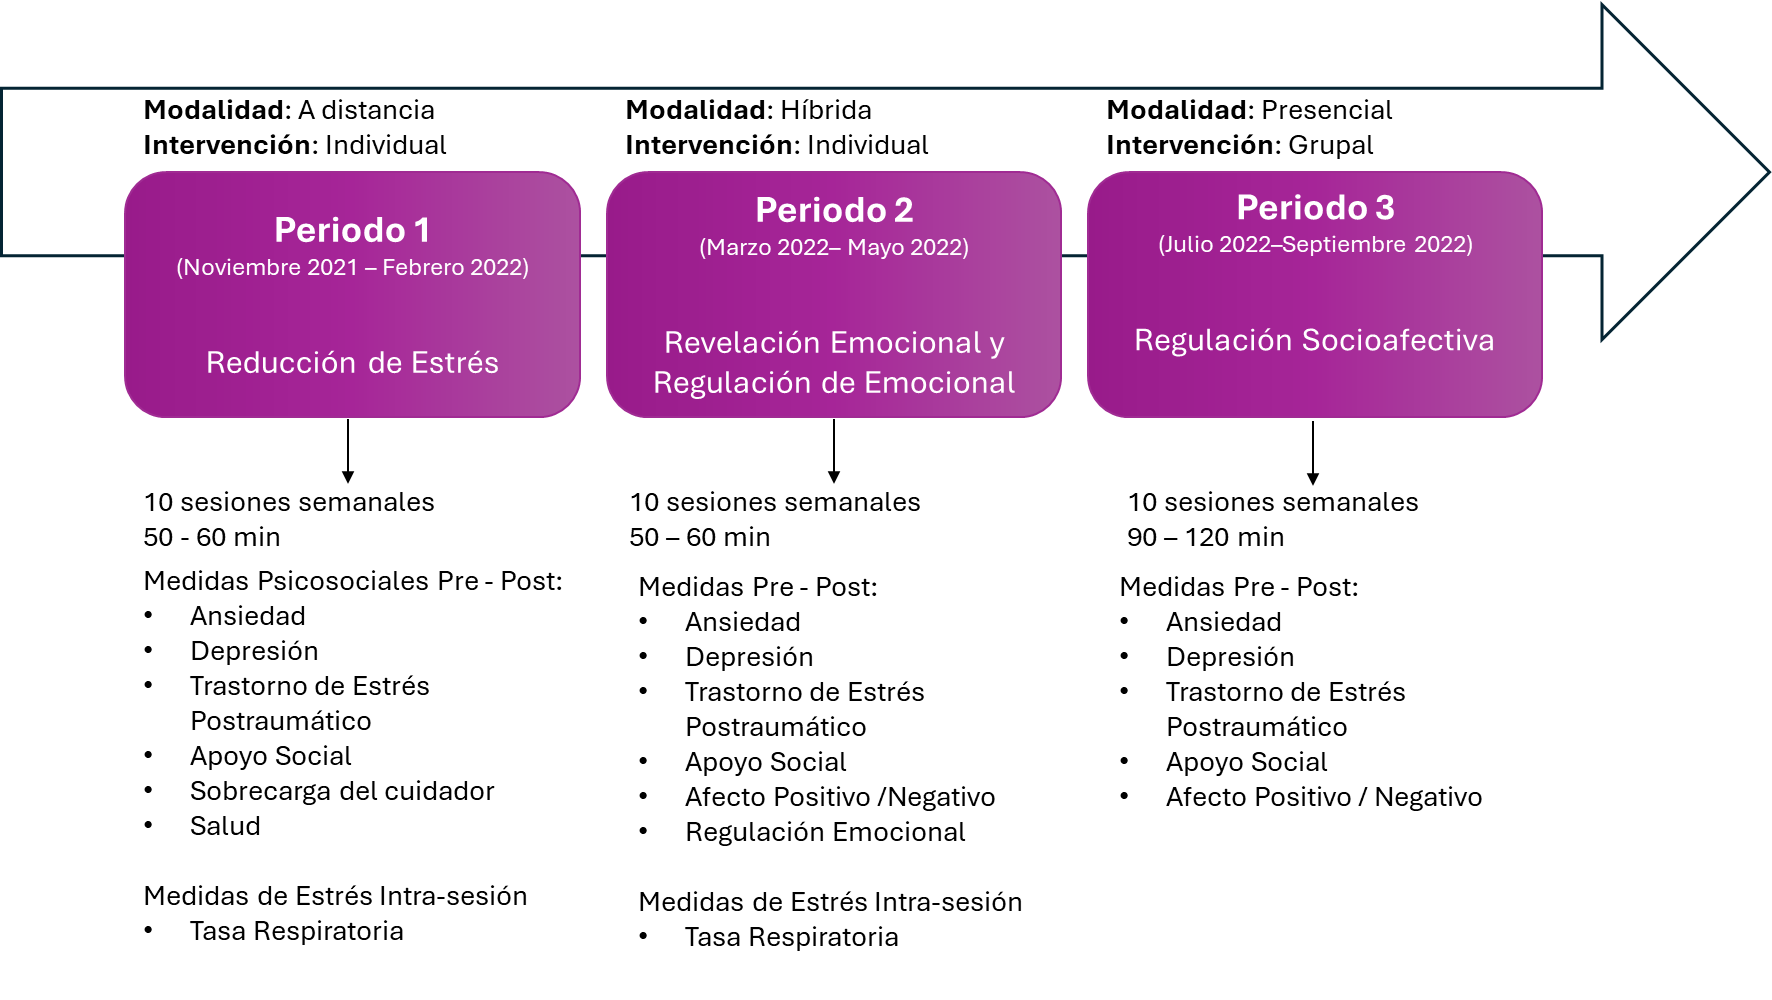 Modalidad: A distancia
Intervención: Individual
Periodo 1
(Noviembre 2021 – Febrero 2022)
Reducción de Estrés
10 sesiones semanales
50 - 60 min
Medidas Psicosociales Pre - Post:
• Ansiedad
• Depresión
• Trastorno de Estrés
Postraumático
• Apoyo Social
• Sobrecarga del cuidador
• Salud
Medidas de Estrés Intra-sesión
• Tasa Respiratoria
Modalidad: Híbrida
Intervención: Individual
Periodo 2
(Marzo 2022– Mayo 2022)
Revelación Emocional y
Regulación de Emocional
10 sesiones semanales
50 – 60 min
Medidas Pre - Post:
• Ansiedad
• Depresión
• Trastorno de Estrés
Postraumático
• Apoyo Social
• Afecto Positivo /Negativo
• Regulación Emocional
Medidas de Estrés Intra-sesión
• Tasa Respiratoria
Modalidad: Presencial
Intervención: Grupal
Periodo 3
(Julio 2022–Septiembre 2022)
Regulación Socioafectiva
10 sesiones semanales
90 – 120 min
Medidas Pre - Post:
• Ansiedad
• Depresión
• Trastorno de Estrés
Postraumático
• Apoyo Social
• Afecto Positivo / Negativo